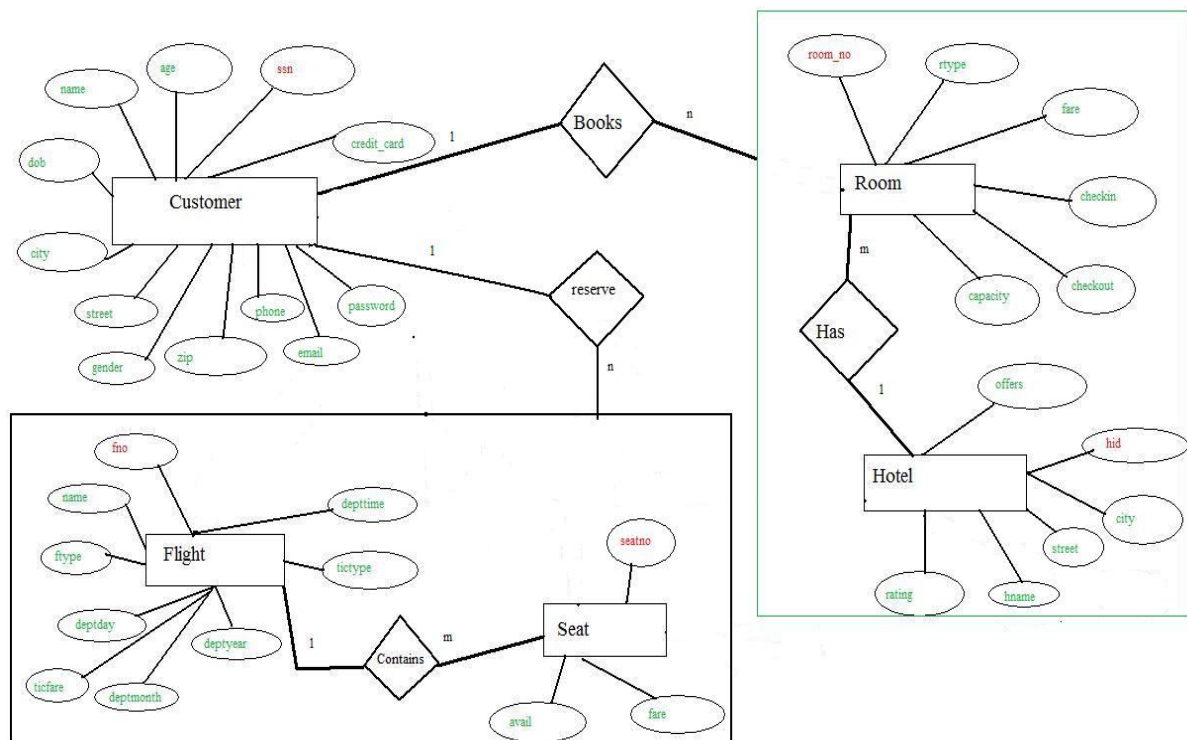 room_no
age
ssn
rtype
name
fare
Books
1
n
credit_card
dob
Customer
Room
checkin
city
1
m
reserve
street
phone
password
capacity
checkout
Has
gender
zip
email
n
1
offers
fno
hid
name
depttime
Hotel
city
seatno
street
ftype
Flight
tictype
rating
hname
deptday
deptyear
1
m
Seat
Contains
ticfare
deptmonth
avail
fare